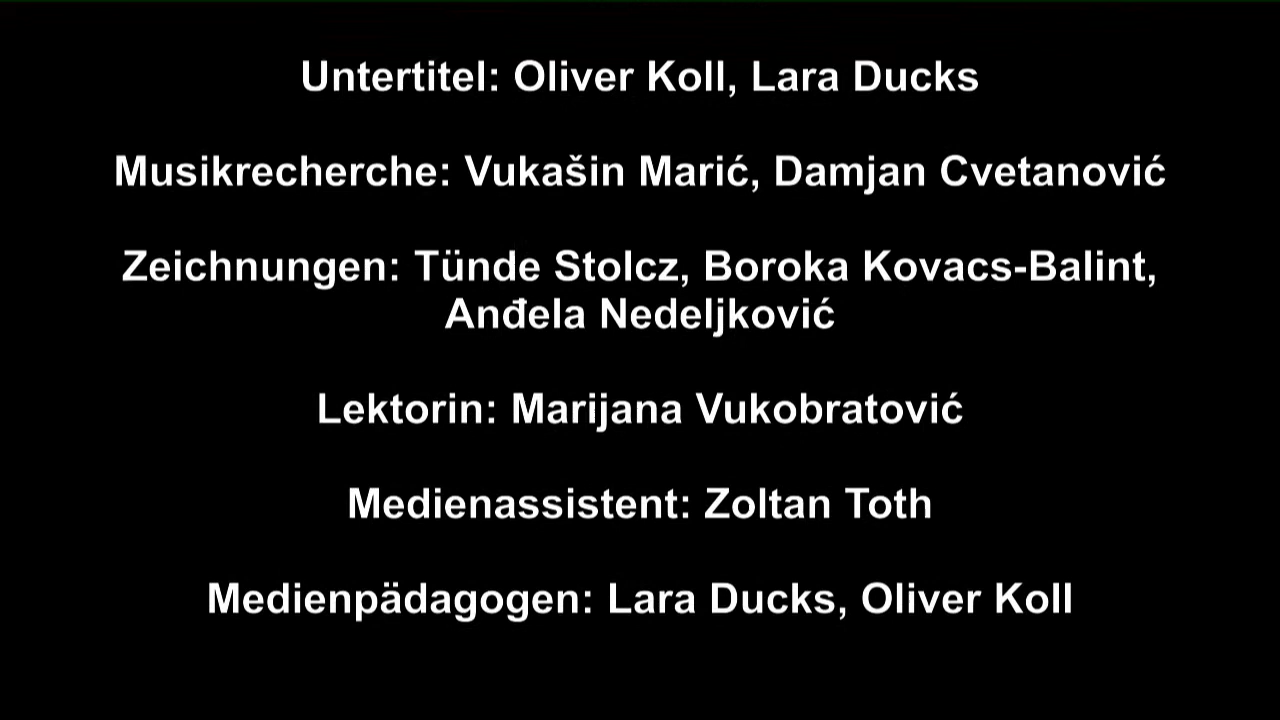 Untertitel: Oliver Koll, Lara Ducks
Musikrecherche: Vukašin Marić, Damjan Cvetanović
Zeichnungen: Tünde Stolcz, Boroka Kovacs-Balint,
Anđela Nedeljković
Lektorin: Marijana Vukobratović
Medienassistent: Zoltan Toth
Medienpädagogen: Lara Ducks, Oliver Koll